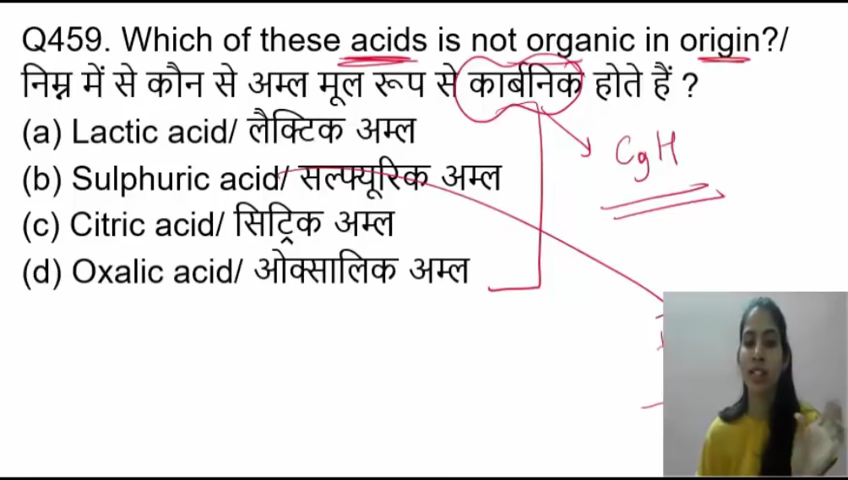 Q459. Which of these acids is not organic in origin?/
निम्न में से कौन से अम्ल मूल रूप से कार्बनिक होते हैं ?
(a) Lactic acid/ लैक्टिक अम्ल
(b) Sulphuric acid/ सल्फ्यूरिक अम्ल
(c) Citric acid/ सिट्रिक अम्ल
(d) Oxalic acid/ ओक्सालिक अम्ल
C g H